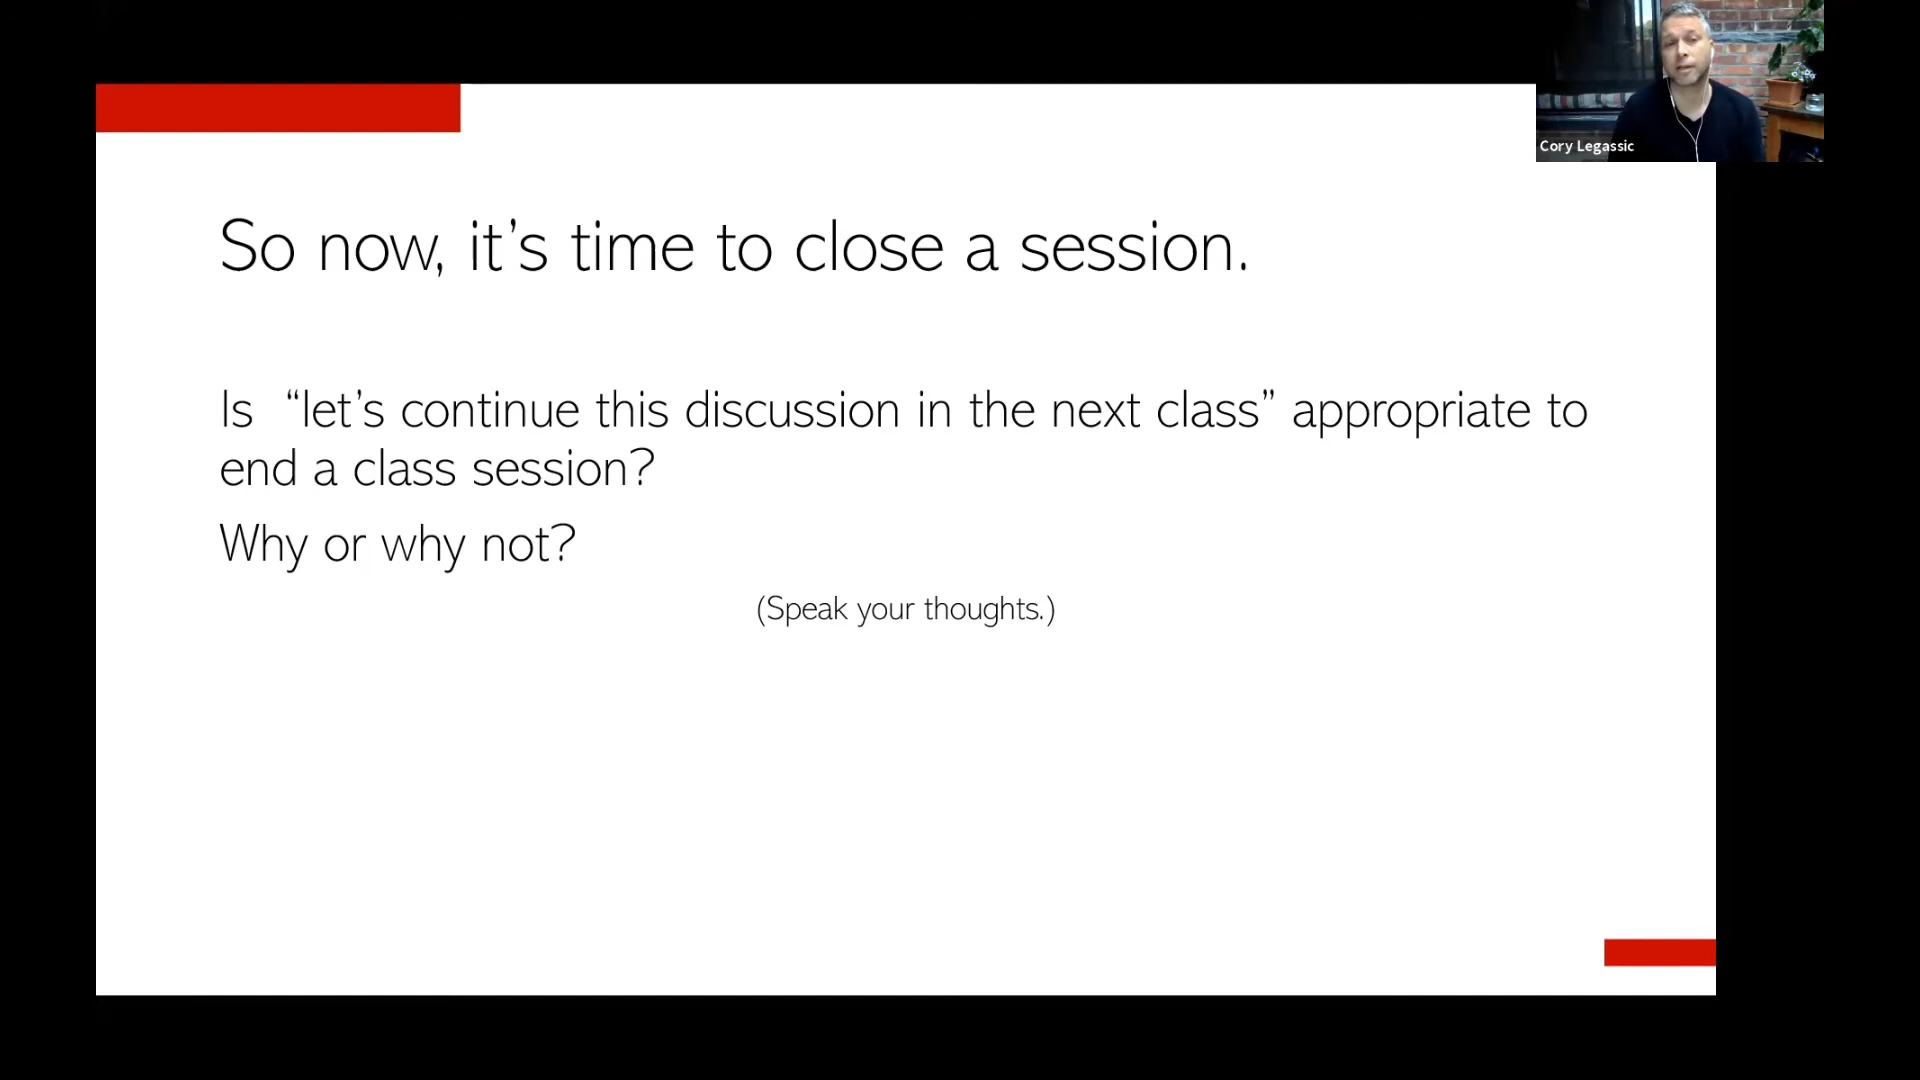 Cory Legassic
So now, it’s time to close a session.
Is “let’s continue this discussion in the next class” appropriate to
end a class session?
Why or why not?
(Speak your thoughts.)